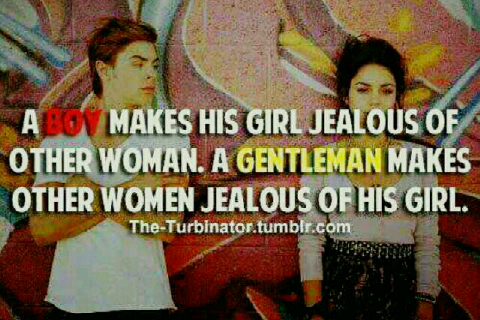 A BOY MAKES HIS GIRL JEALOUS OF
OTHER WOMAN. A GENTLEMAN MAKES
OTHER WOMEN JEALOUS OF HIS GIRL.
The-Turbinator.tumblr.com